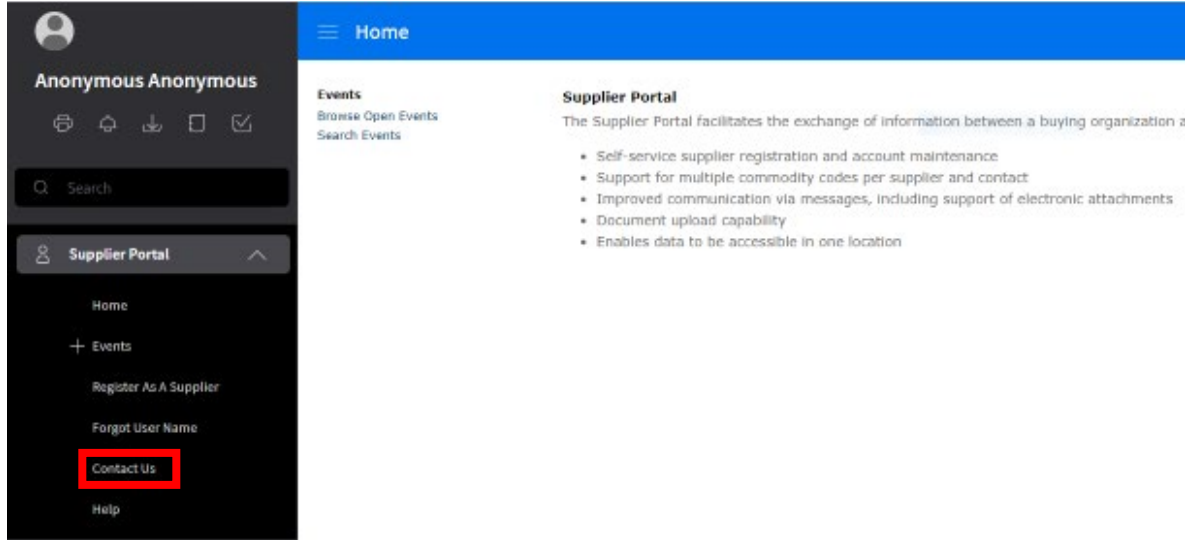 Anonymous Anonymous
Search
Supplier Portal
Home
Events
Register As A Supplier
Forgot User Name
Contact Us
Help
Home
Events
Browse Open Events
Search Events
Supplier Portal
The Supplier Portal facilitates the exchange of information between a buying organization a
• Self-service supplier registration and account maintenance
• Support for multiple commodity codes per supplier and contact
• Improved communication via messages, including support of electronic attachments
• Document upload capability
• Enables data to be accessible in one location